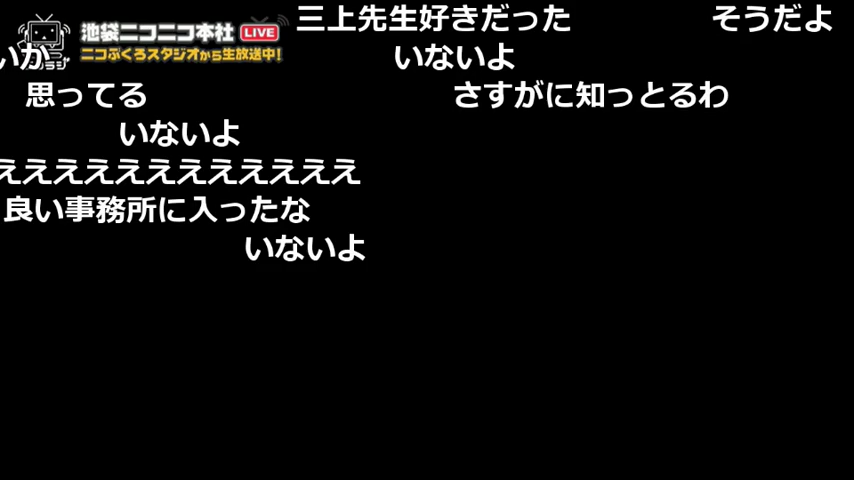 池袋ニコニコ本社 LIVE
ニコぶくろスタジオから生放送中!
三上先生好きだった
そうだよ
いか
いないよ
思ってる
さすがに知っとるわ
いないよ
ええええええええええええ
良い事務所に入ったな
いないよ